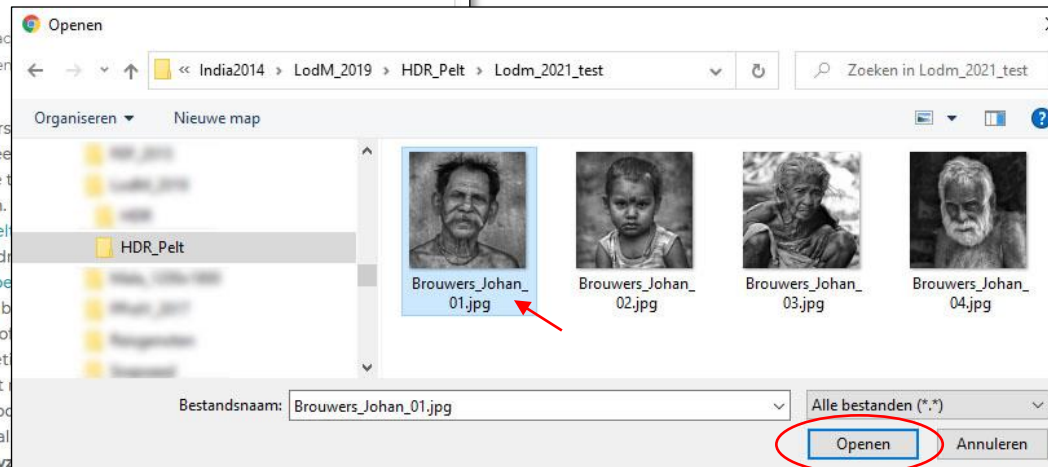 Openen
« India2014 › LodM_2019 › HDR_Pelt › Lodm_2021_test
Zoeken in Lodm_2021_test
Organiseren
Nieuwe map
HDR_Pelt
Brouwers_Johan_
01.jpg
Brouwers_Johan_
02.jpg
Brouwers_Johan_
03.jpg
Brouwers_Johan_
04.jpg
Bestandsnaam: Brouwers_Johan_01.jpg
Alle bestanden (*.*)
Openen
Annuleren